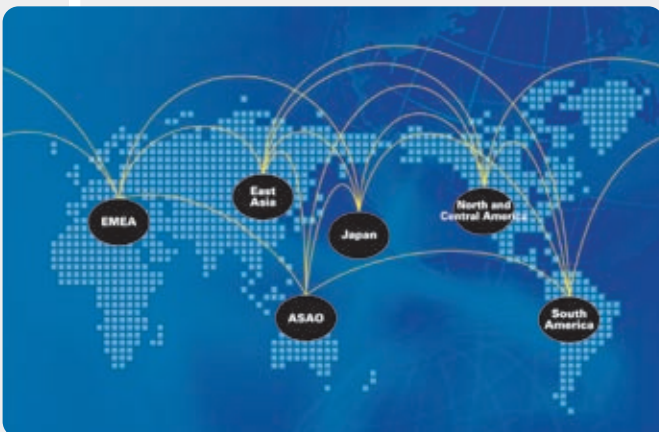 EMEA
East
Asia
Japan
North and
Central America
ASAO
South
America